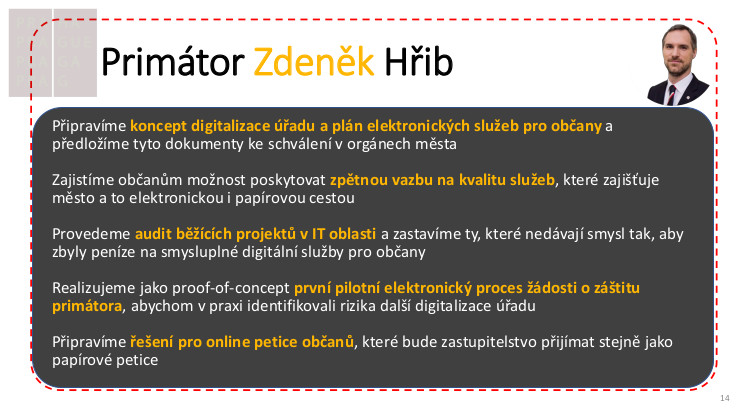 Primátor Zdeněk Hřib
Připravíme koncept digitalizace úřadu a plán elektronických služeb pro občany a
předložíme tyto dokumenty ke schválení v orgánech města
Zajistíme občanům možnost poskytovat zpětnou vazbu na kvalitu služeb, které zajišťuje
město a to elektronickou i papírovou cestou
Provedeme audit běžících projektů v IT oblasti a zastavíme ty, které nedávají smysl tak, aby
zbyly peníze na smysluplné digitální služby pro občany
Realizujeme jako proof-of-concept první pilotní elektronický proces žádosti o záštitu
primátora, abychom v praxi identifikovali rizika další digitalizace úřadu
Připravíme řešení pro online petice občanů, které bude zastupitelstvo přijímat stejně jako
papírové petice
14